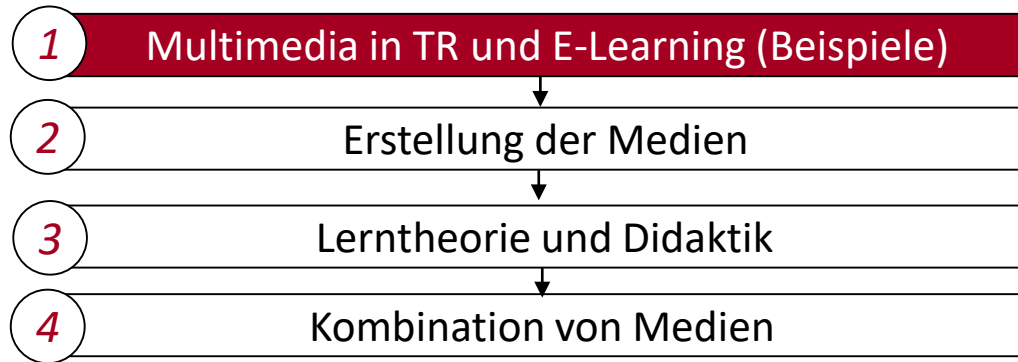 1 Multimedia in TR und E-Learning (Beispiele)
2 Erstellung der Medien
3 Lerntheorie und Didaktik
4 Kombination von Medien